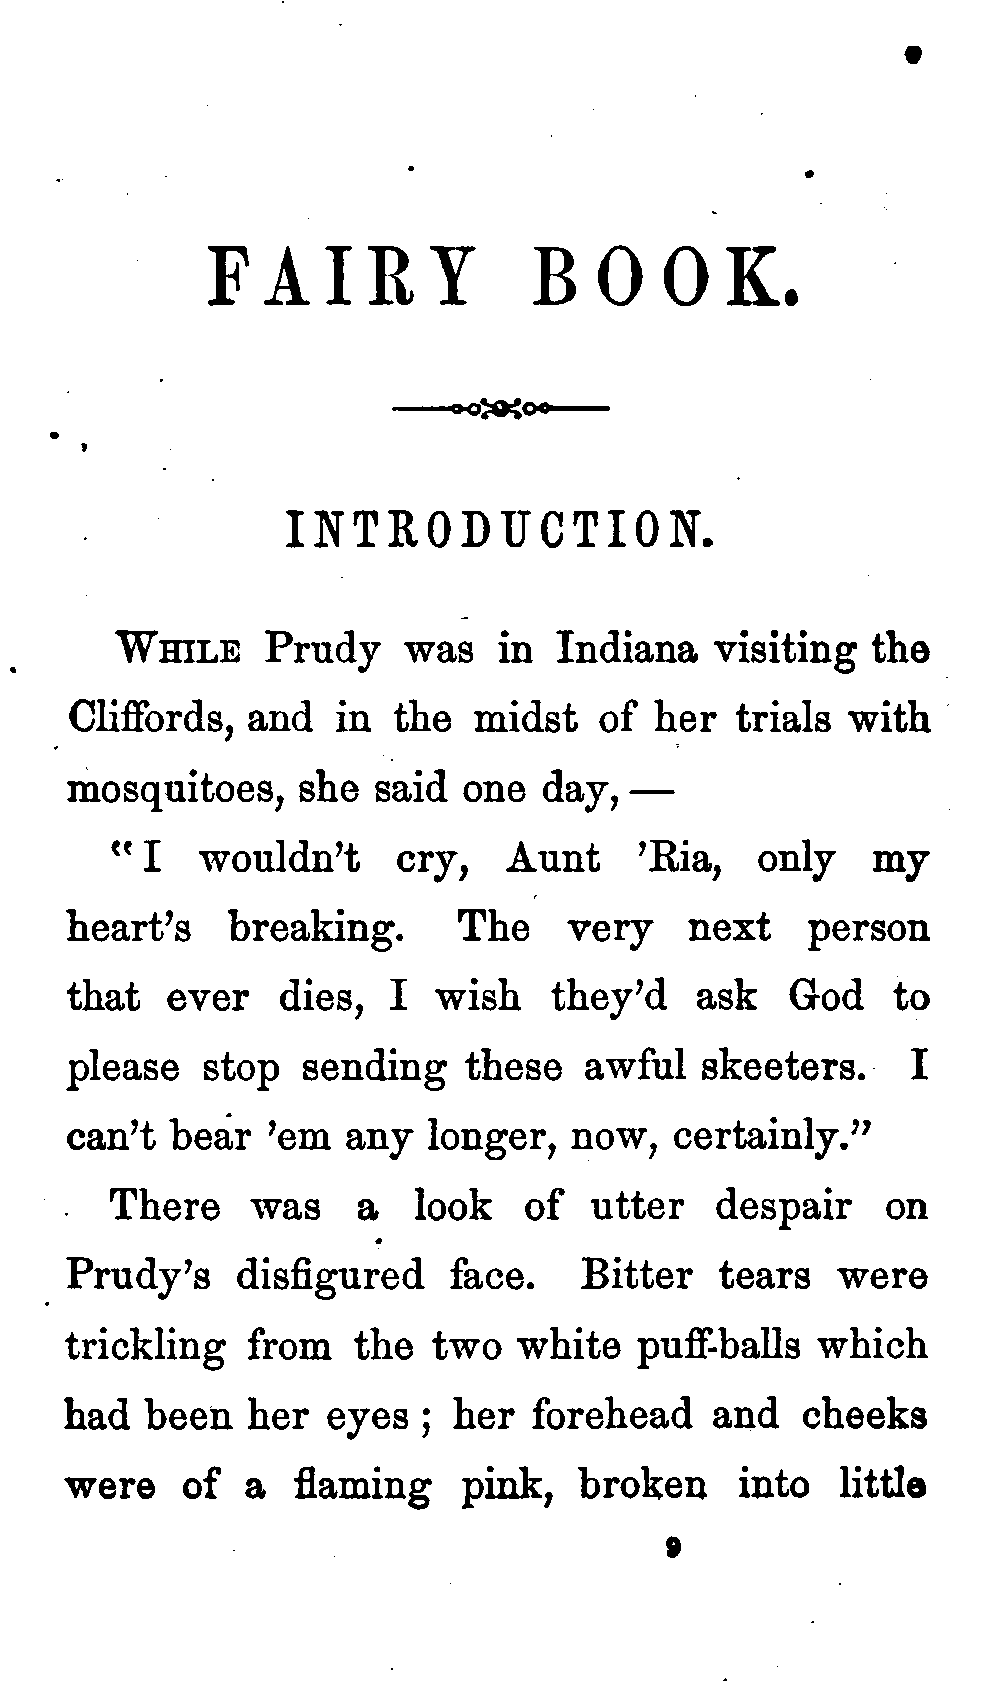 FAIRY BOOK.
INTRODUCTION.
WHILE Prudy was in Indiana visiting the
Cliffords, and in the midst of her trials with
mosquitoes, she said one day, —
"I wouldn't cry, Aunt 'Ria, only my
heart's breaking. The very next person
that ever dies, I wish they'd ask God to
please stop sending these awful skeeters. I
can't bear 'em any longer, now, certainly."
There was a look of utter despair on
Prudy's disfigured face. Bitter tears were
trickling from the two white puff-balls which
had been her eyes; her forehead and cheeks
were of a flaming pink, broken into little
9